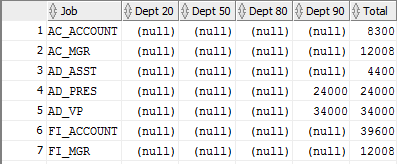 Job Dept 20 Dept 50 Dept 80 Dept 90 Total
1 AC_ACCOUNT (null) (null) (null) (null) 8300
2 AC_MGR (null) (null) (null) (null) 12008
3 AD_ASST (null) (null) (null) (null) 4400
4 AD_PRES (null) (null) (null) 24000 24000
5 AD_VP (null) (null) (null) 34000 34000
6 FI_ACCOUNT (null) (null) (null) (null) 39600
7 FI_MGR (null) (null) (null) (null) 12008